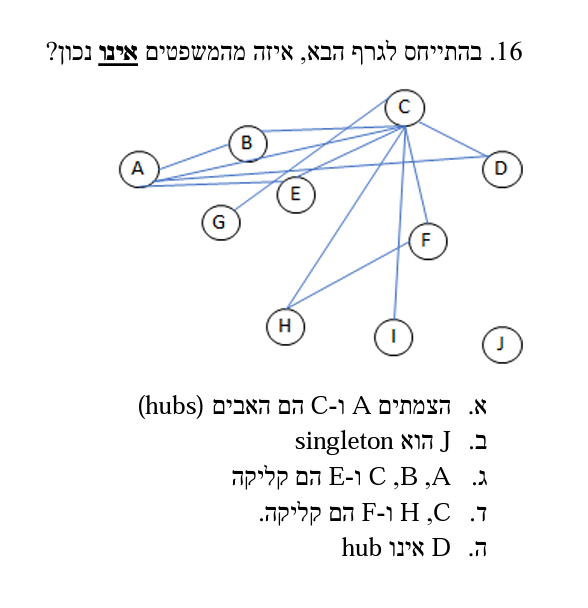 16. בהתייחס לגרף הבא, איזה מהמשפטים אינו נכון?
C
B
A
D
E
G
F
H
I
J
א. הצמתים A ו-C הם האבים (hubs)
ב. J הוא singleton
ג. A, B, C ו-E הם קליקה
ד. C, H ו-F הם קליקה.
ה. D אינו hub